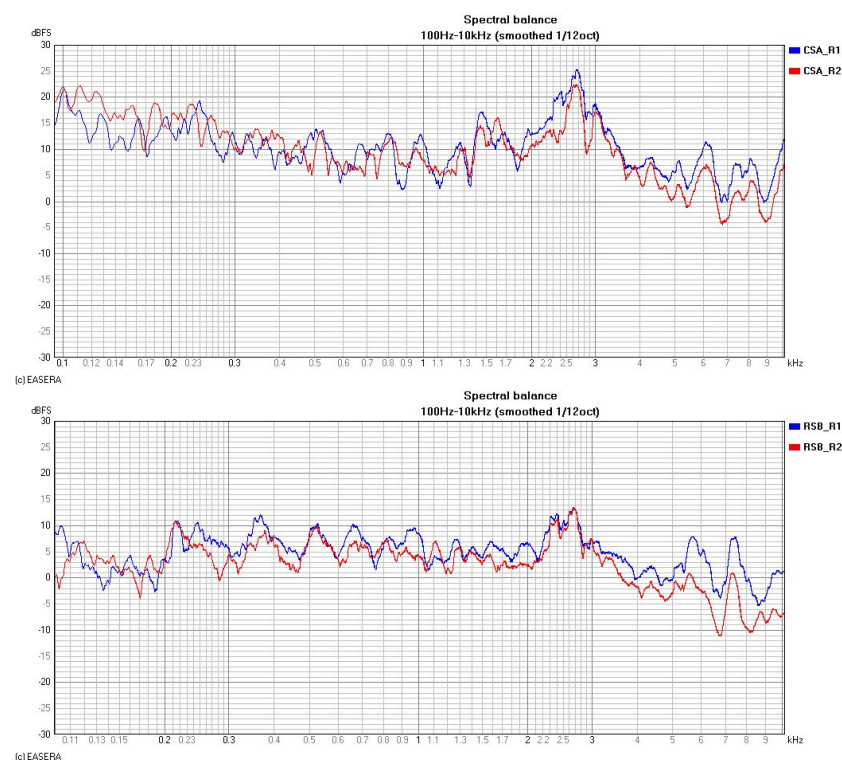 Spectral balance
100Hz-10kHz (smoothed 1/12oct)
dBFS
CSA_R1
CSA_R2
30
25
20
15
10
5
0
-5
-10
-15
-20
-25
-30
0.1 0.12 0.14 0.17 0.2 0.23 0.3 0.4 0.5 0.6 0.7 0.8 0.9 1 1.1 1.3 1.5 1.7 2 2.2 2.5 3 4 5 6 7 8 9 kHz
(c) EASERA
Spectral balance
100Hz-10kHz (smoothed 1/12oct)
dBFS
RSB_R1
RSB_R2
30
25
20
15
10
5
0
-5
-10
-15
-20
-25
-30
0.11 0.13 0.15 0.2 0.23 0.3 0.4 0.5 0.6 0.7 0.8 0.9 1 1.1 1.3 1.5 1.7 2 2.2 2.5 3 4 5 6 7 8 9 kHz
(c) EASERA